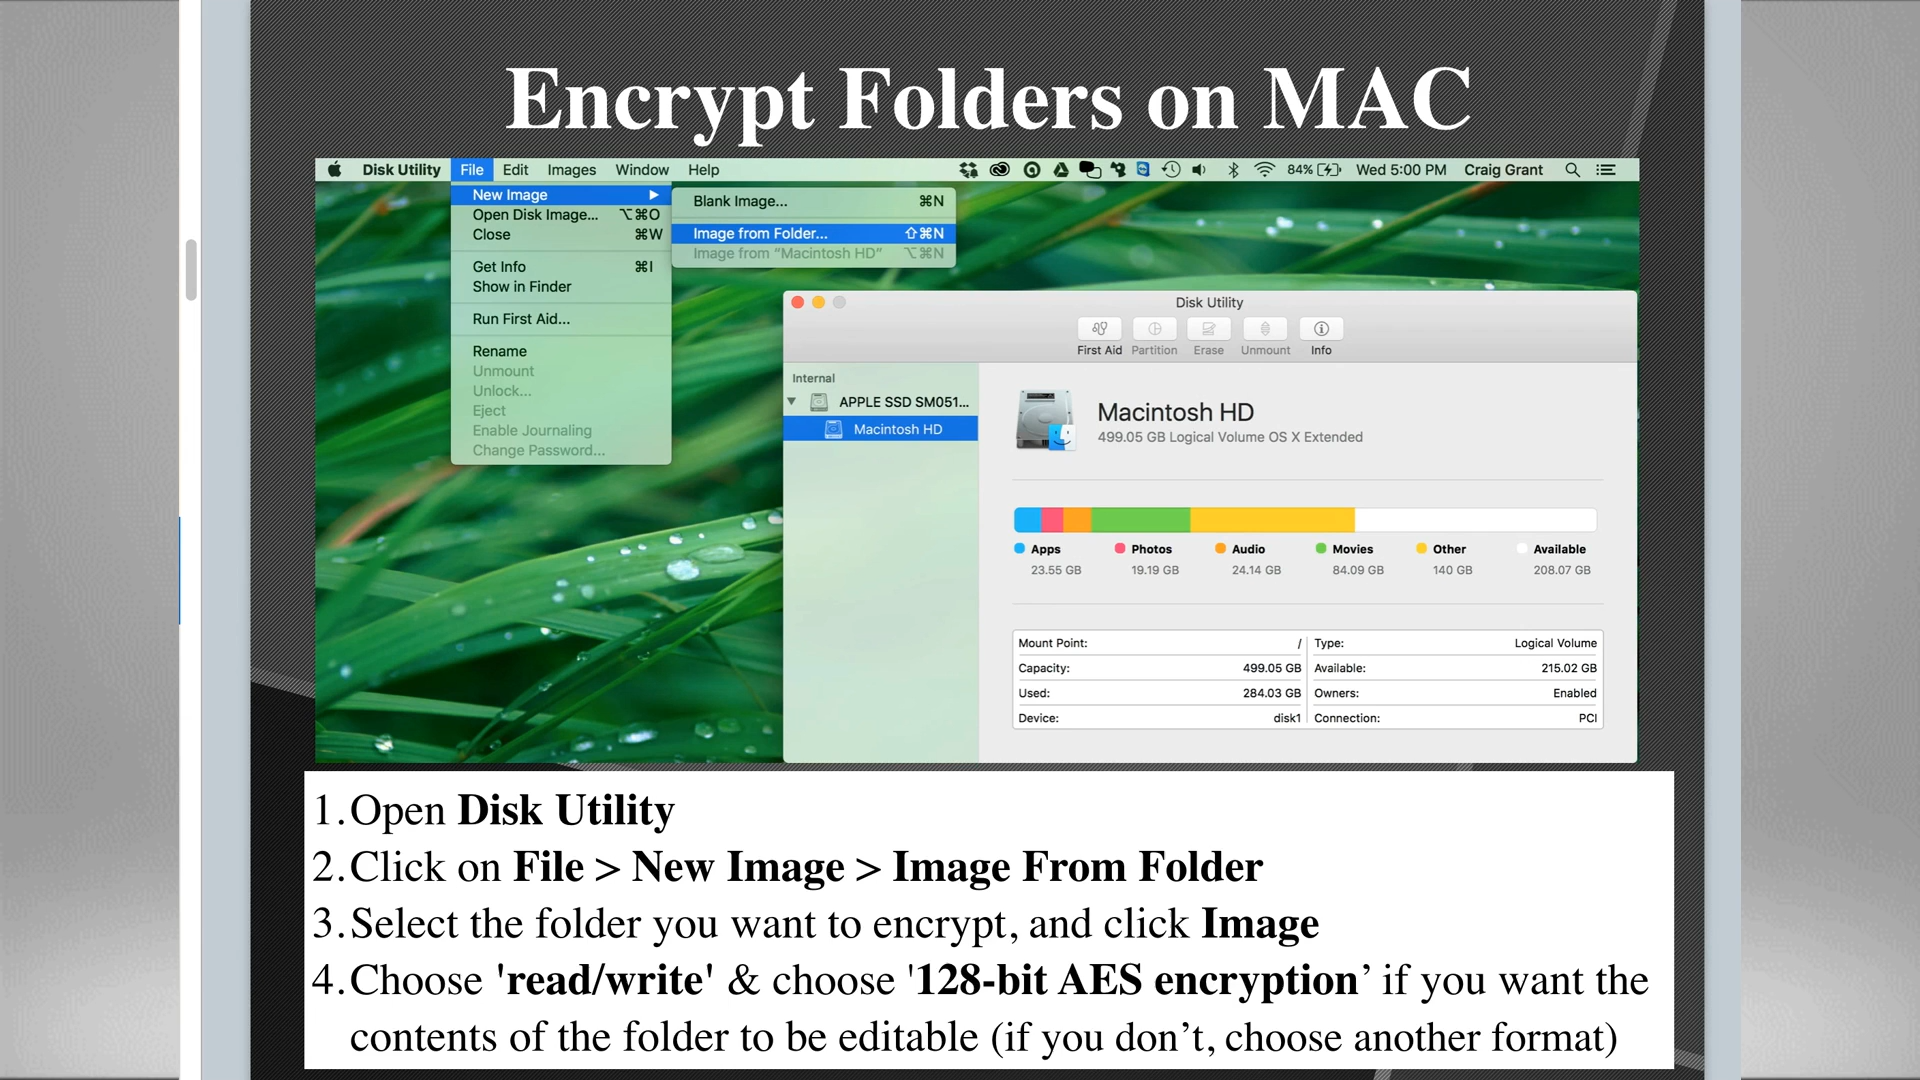 Encrypt Folders on MAC
Disk Utility File Edit Images Window Help 84% Wed 5:00 PM Craig Grant
New Image
Open Disk Image... ⌥⌘O
Close ⌘W
Get Info ⌘I
Show in Finder
Run First Aid...
Rename
Unmount
Unlock...
Eject
Enable Journaling
Change Password...
Blank Image... ⌘N
Image from Folder... ⇧⌘N
Image from "Macintosh HD" ⌥⌘N
Disk Utility
First Aid Partition Erase Unmount Info
Internal
APPLE SSD SM051...
Macintosh HD
Macintosh HD
499.05 GB Logical Volume OS X Extended
Apps Photos Audio Movies Other Available
23.55 GB 19.19 GB 24.14 GB 84.09 GB 140 GB 208.07 GB
Mount Point: / Type: Logical Volume
Capacity: 499.05 GB Available: 215.02 GB
Used: 284.03 GB Owners: Enabled
Device: disk1 Connection: PCI
1. Open Disk Utility
2. Click on File > New Image > Image From Folder
3. Select the folder you want to encrypt, and click Image
4. Choose 'read/write' & choose '128-bit AES encryption’ if you want the
contents of the folder to be editable (if you don’t, choose another format)